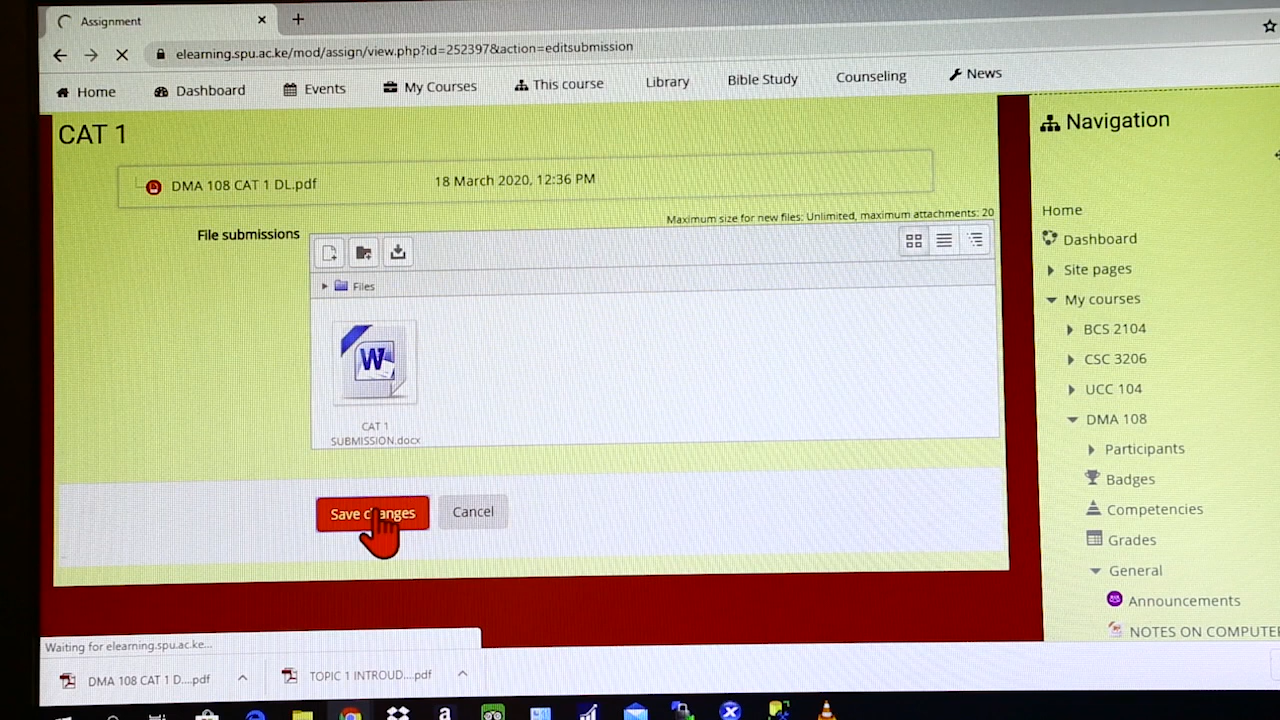 Assignment
elearning.spu.ac.ke/mod/assign/view.php?id=252397&action=editsubmission
Home Dashboard Events My Courses This course Library Bible Study Counseling News
CAT 1
DMA 108 CAT 1 DL.pdf 18 March 2020, 12:36 PM
Maximum size for new files: Unlimited, maximum attachments: 20
File submissions
Files
W
CAT 1
SUBMISSION.docx
Save changes Cancel
Navigation
Home
Dashboard
Site pages
My courses
BCS 2104
CSC 3206
UCC 104
DMA 108
Participants
Badges
Competencies
Grades
General
Announcements
NOTES ON COMPUTE
Waiting for elearning.spu.ac.ke...
DMA 108 CAT 1 D....pdf TOPIC 1 INTROUD....pdf